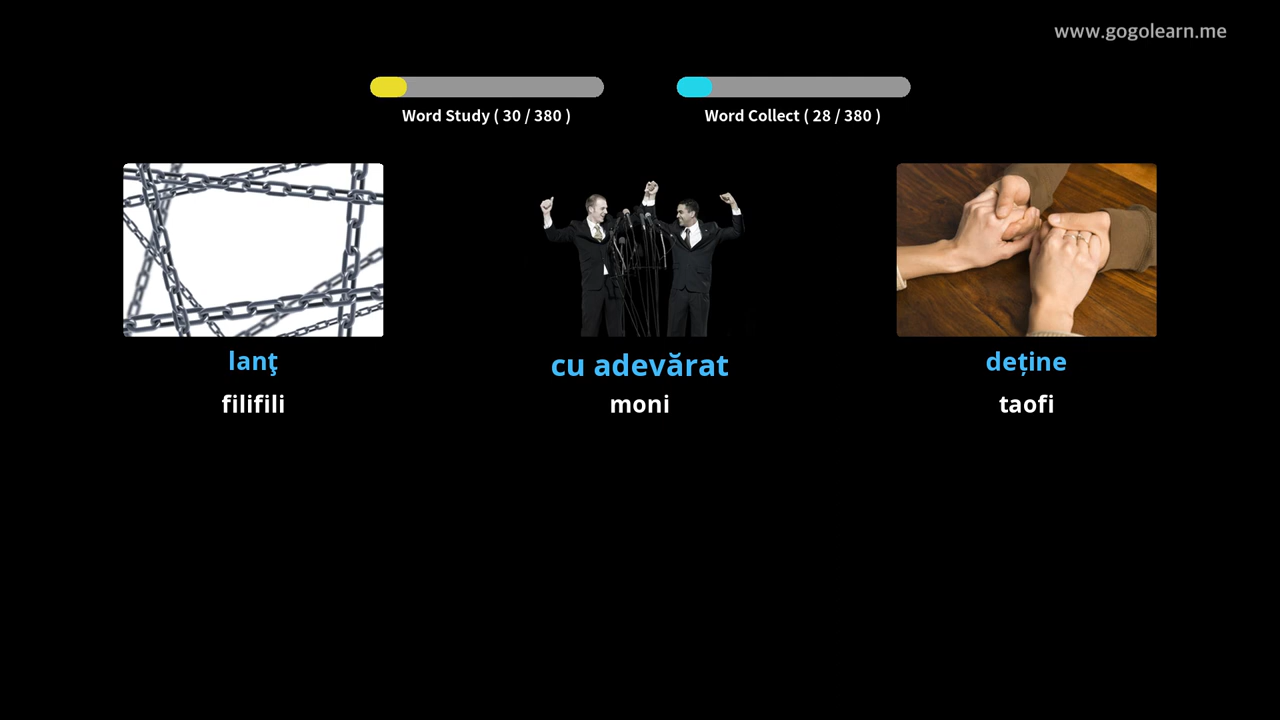 www.gogolearn.me
Word Study ( 30 / 380 )
Word Collect ( 28 / 380 )
lanţ
cu adevărat
deține
filifili
moni
taofi